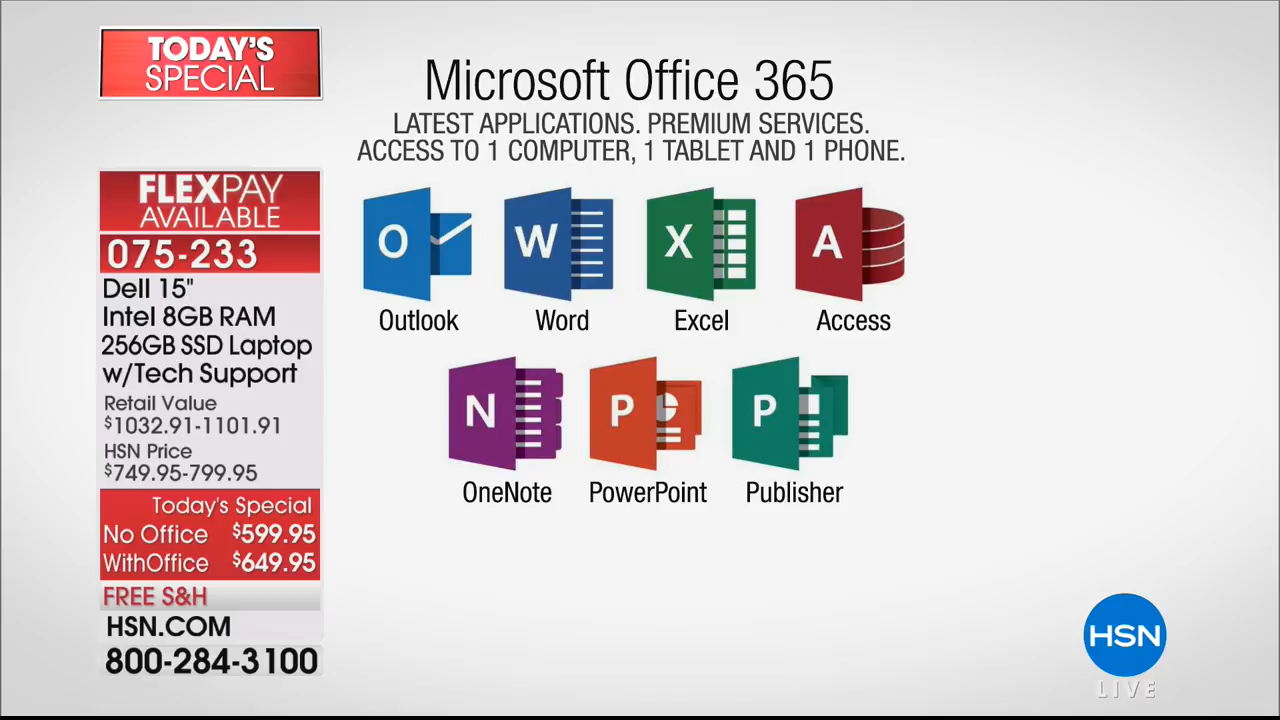 TODAY'S
SPECIAL
FLEXPAY
AVAILABLE
075-233
Dell 15"
Intel 8GB RAM
256GB SSD Laptop
w/Tech Support
Retail Value
$1032.91-1101.91
HSN Price
$749.95-799.95
Today's Special
No Office $599.95
WithOffice $649.95
FREE S&H
HSN.COM
800-284-3100
Microsoft Office 365
LATEST APPLICATIONS. PREMIUM SERVICES.
ACCESS TO 1 COMPUTER, 1 TABLET AND 1 PHONE.
O W X A
Outlook Word Excel Access
N P P
OneNote PowerPoint Publisher
HSN
LIVE